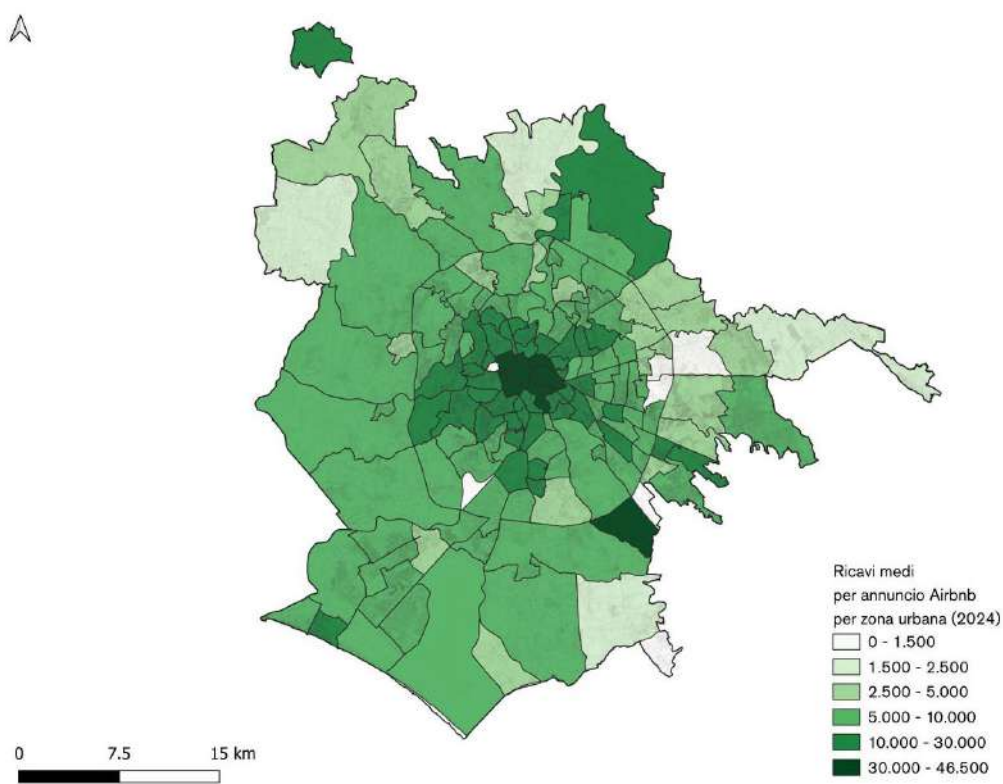 Ricavi medi
per annuncio Airbnb
per zona urbana (2024)
0 - 1.500
1.500 - 2.500
2.500 - 5.000
5.000 - 10.000
10.000 - 30.000
30.000 - 46.500
0 7.5 15 km